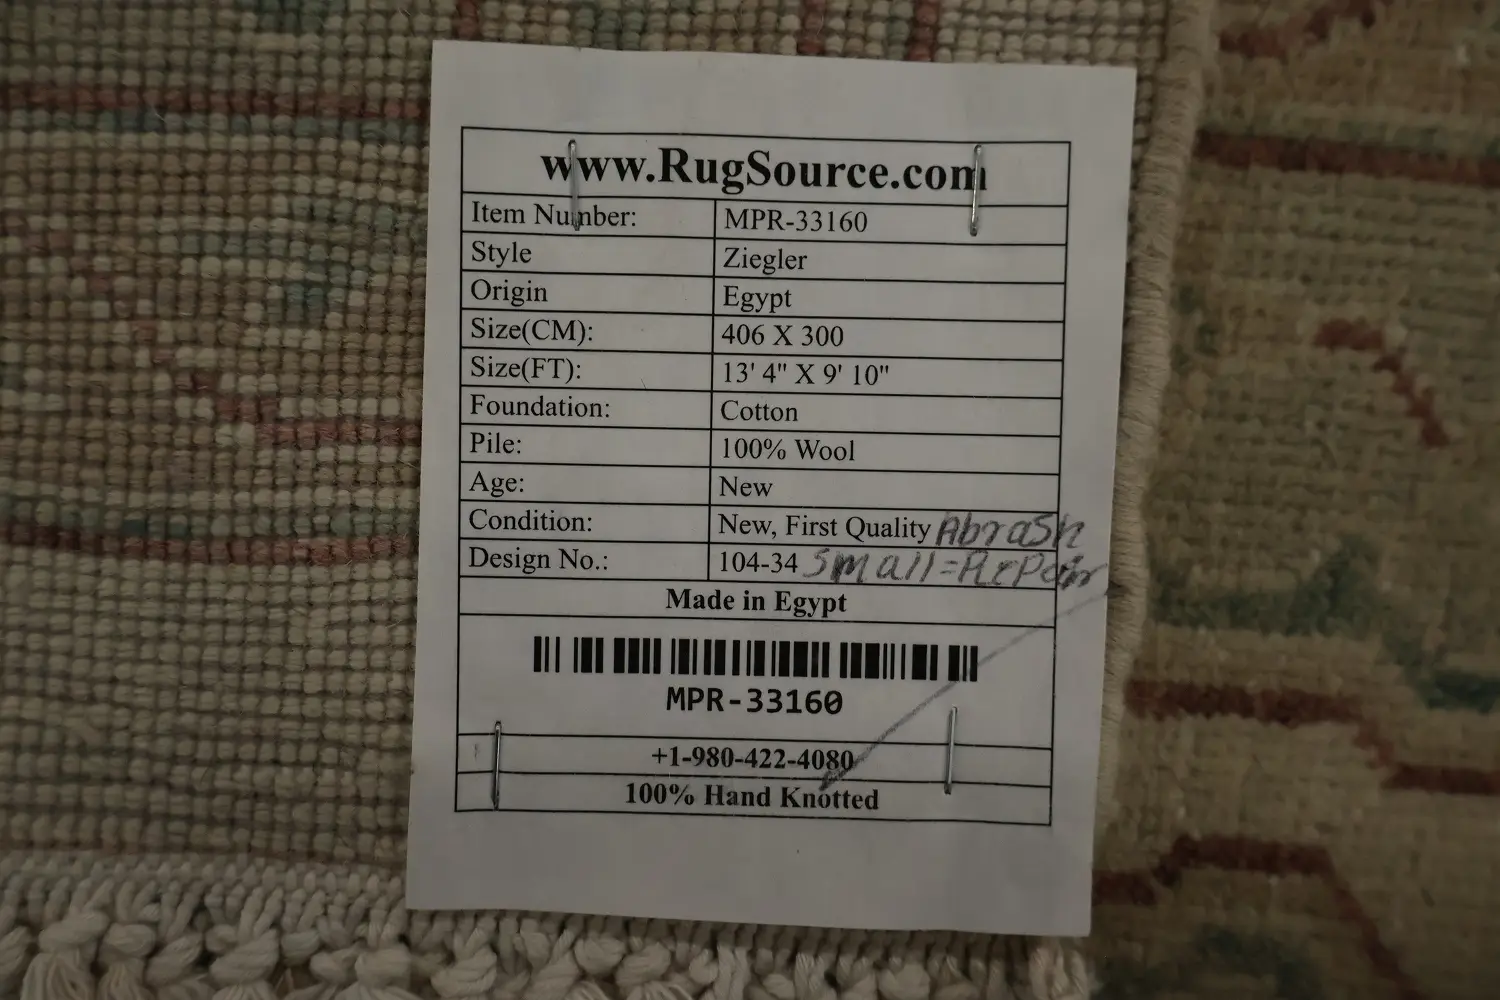 www.RugSource.com
Item Number: MPR-33160
Style Ziegler
Origin Egypt
Size(CM): 406 X 300
Size(FT): 13' 4" X 9' 10"
Foundation: Cotton
Pile: 100% Wool
Age: New
Condition: New, First Quality Abrash
Design No.: 104-34 Small=RePair
Made in Egypt
MPR-33160
+1-980-422-4080
100% Hand Knotted